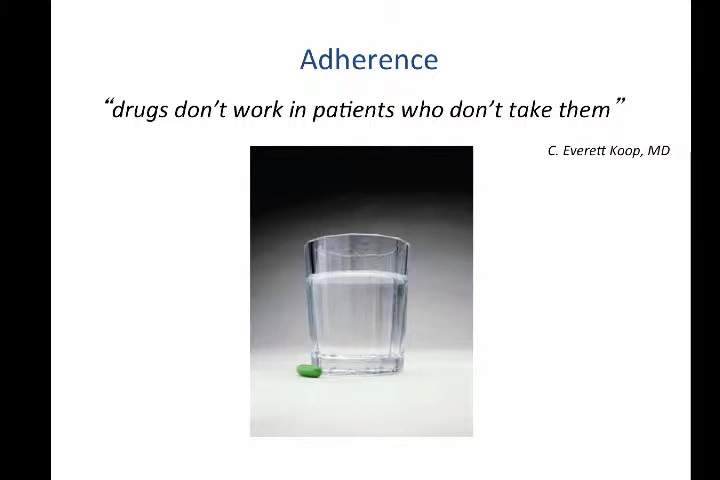 Adherence
“drugs don’t work in patients who don’t take them”
C. Everett Koop, MD